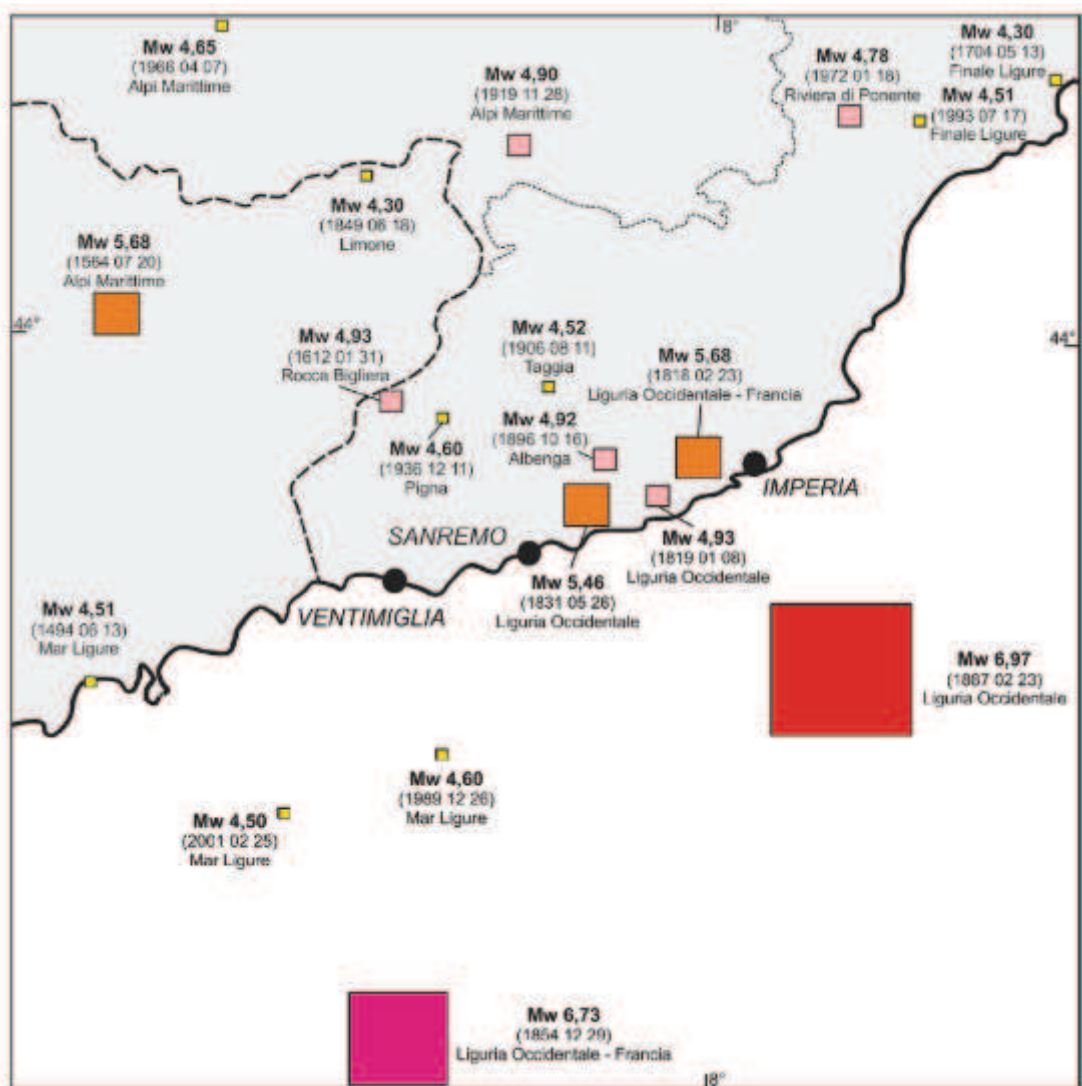 8°
Mw 4,65
(1966 04 07)
Alpi Marittime
Mw 4,90
(1919 11 28)
Alpi Marittime
Mw 4,78
(1972 01 18)
Riviera di Ponente
Mw 4,30
(1704 05 13)
Finale Ligure
Mw 4,51
(1993 07 17)
Finale Ligure
Mw 4,30
(1849 06 18)
Limone
Mw 5,68
(1564 07 20)
Alpi Marittime
44°
44°
Mw 4,93
(1612 01 31)
Rocca Bigliera
Mw 4,52
(1906 08 11)
Taggia
Mw 5,68
(1818 02 23)
Liguria Occidentale - Francia
Mw 4,60
(1936 12 11)
Pigna
Mw 4,92
(1896 10 16)
Albenga
IMPERIA
SANREMO
Mw 4,93
(1819 01 08)
Liguria Occidentale
VENTIMIGLIA
Mw 5,46
(1831 05 26)
Liguria Occidentale
Mw 4,51
(1494 06 13)
Mar Ligure
Mw 6,97
(1887 02 23)
Liguria Occidentale
Mw 4,60
(1989 12 26)
Mar Ligure
Mw 4,50
(2001 02 25)
Mar Ligure
Mw 6,73
(1854 12 29)
Liguria Occidentale - Francia
8°